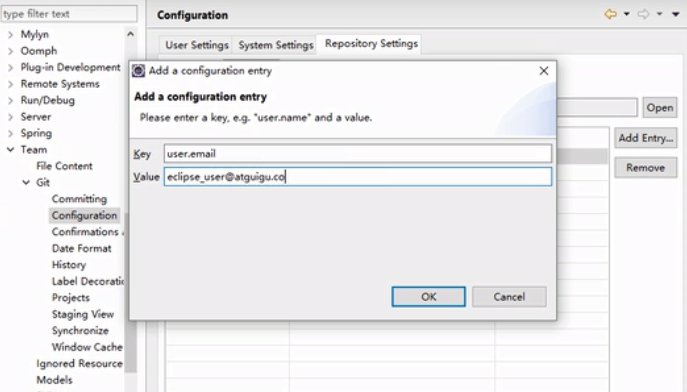 type filter text
Mylyn
Oomph
Plug-in Development
Remote Systems
Run/Debug
Server
Spring
Team
File Content
Git
Committing
Configuration
Confirmations
Date Format
History
Label Decoratic
Projects
Staging View
Synchronize
Window Cache
Ignored Resource
Models
Configuration
User Settings
System Settings
Repository Settings
Open
Add Entry...
Remove
Add a configuration entry
Add a configuration entry
Please enter a key, e.g. "user.name" and a value.
Key user.email
Value eclipse_user@atguigu.co
OK Cancel